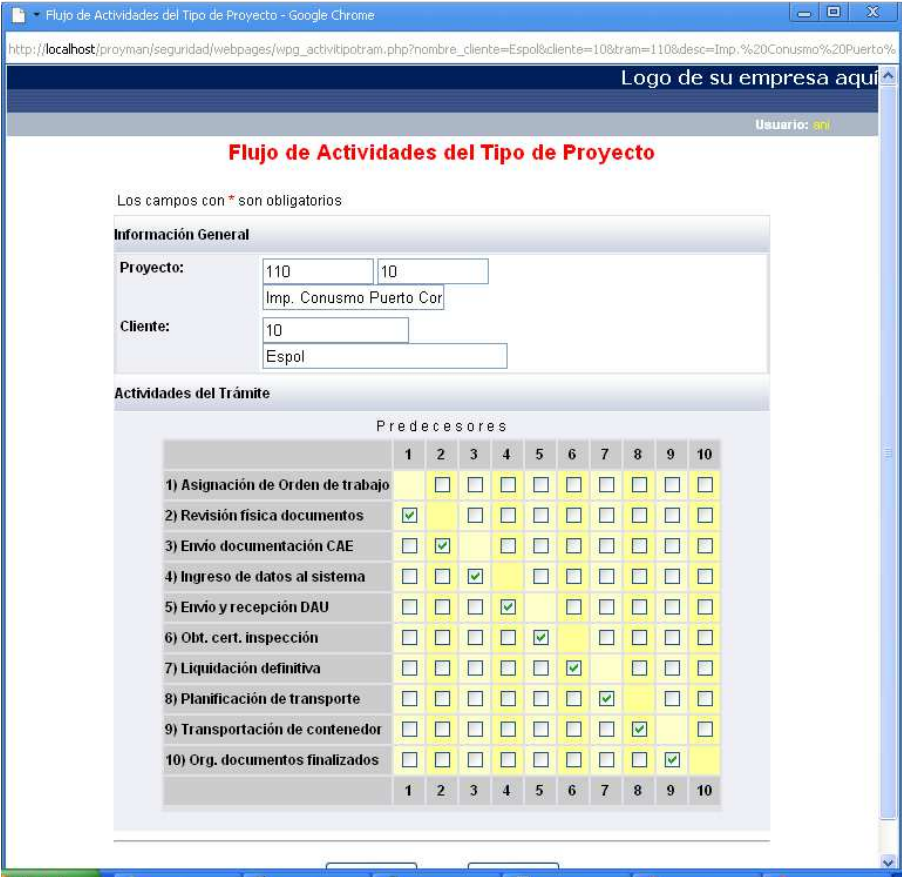 Flujo de Actividades del Tipo de Proyecto - Google Chrome
http://localhost/proyman/seguridad/webpages/wpg_activitipotram.php?nombre_cliente=Espol&cliente=10&tram=110&desc=Imp.%20Conusmo%20Puerto%
Logo de su empresa aquí
Usuario: ani
Flujo de Actividades del Tipo de Proyecto
Los campos con * son obligatorios
Información General
Proyecto: 110 10
Imp. Conusmo Puerto Cor
Cliente: 10
Espol
Actividades del Trámite
Predecesores
1 2 3 4 5 6 7 8 9 10
1) Asignación de Orden de trabajo
2) Revisión física documentos
3) Envío documentación CAE
4) Ingreso de datos al sistema
5) Envío y recepción DAU
6) Obt. cert. inspección
7) Liquidación definitiva
8) Planificación de transporte
9) Transportación de contenedor
10) Org. documentos finalizados
1 2 3 4 5 6 7 8 9 10